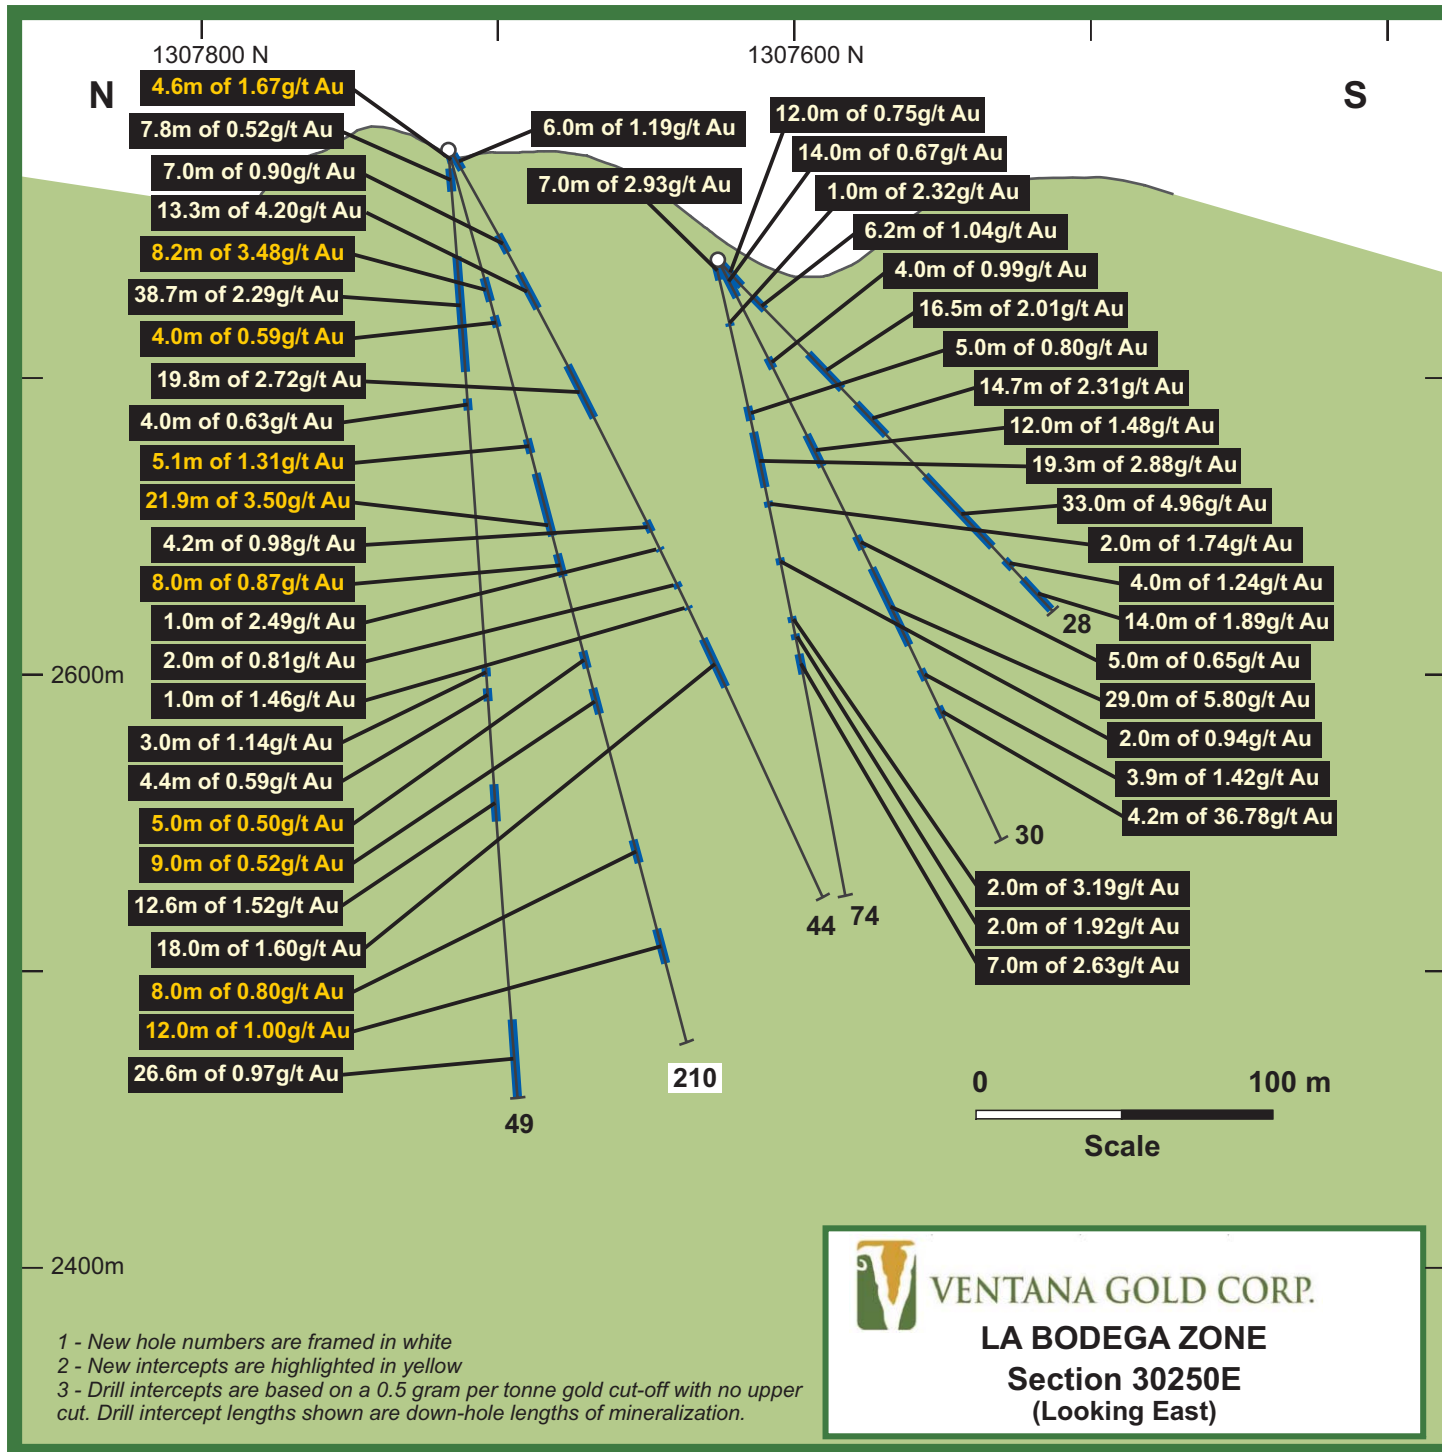 1307800 N
1307600 N
N
S
4.6m of 1.67g/t Au
7.8m of 0.52g/t Au
7.0m of 0.90g/t Au
13.3m of 4.20g/t Au
8.2m of 3.48g/t Au
38.7m of 2.29g/t Au
4.0m of 0.59g/t Au
19.8m of 2.72g/t Au
4.0m of 0.63g/t Au
5.1m of 1.31g/t Au
21.9m of 3.50g/t Au
4.2m of 0.98g/t Au
8.0m of 0.87g/t Au
1.0m of 2.49g/t Au
2.0m of 0.81g/t Au
1.0m of 1.46g/t Au
3.0m of 1.14g/t Au
4.4m of 0.59g/t Au
5.0m of 0.50g/t Au
9.0m of 0.52g/t Au
12.6m of 1.52g/t Au
18.0m of 1.60g/t Au
8.0m of 0.80g/t Au
12.0m of 1.00g/t Au
26.6m of 0.97g/t Au
6.0m of 1.19g/t Au
7.0m of 2.93g/t Au
12.0m of 0.75g/t Au
14.0m of 0.67g/t Au
1.0m of 2.32g/t Au
6.2m of 1.04g/t Au
4.0m of 0.99g/t Au
16.5m of 2.01g/t Au
5.0m of 0.80g/t Au
14.7m of 2.31g/t Au
12.0m of 1.48g/t Au
19.3m of 2.88g/t Au
33.0m of 4.96g/t Au
2.0m of 1.74g/t Au
4.0m of 1.24g/t Au
14.0m of 1.89g/t Au
5.0m of 0.65g/t Au
29.0m of 5.80g/t Au
2.0m of 0.94g/t Au
3.9m of 1.42g/t Au
4.2m of 36.78g/t Au
2.0m of 3.19g/t Au
2.0m of 1.92g/t Au
7.0m of 2.63g/t Au
28
30
44
74
210
49
2600m
2400m
0
100 m
Scale
1 - New hole numbers are framed in white
2 - New intercepts are highlighted in yellow
3 - Drill intercepts are based on a 0.5 gram per tonne gold cut-off with no upper
cut. Drill intercept lengths shown are down-hole lengths of mineralization.
VENTANA GOLD CORP.
LA BODEGA ZONE
Section 30250E
(Looking East)